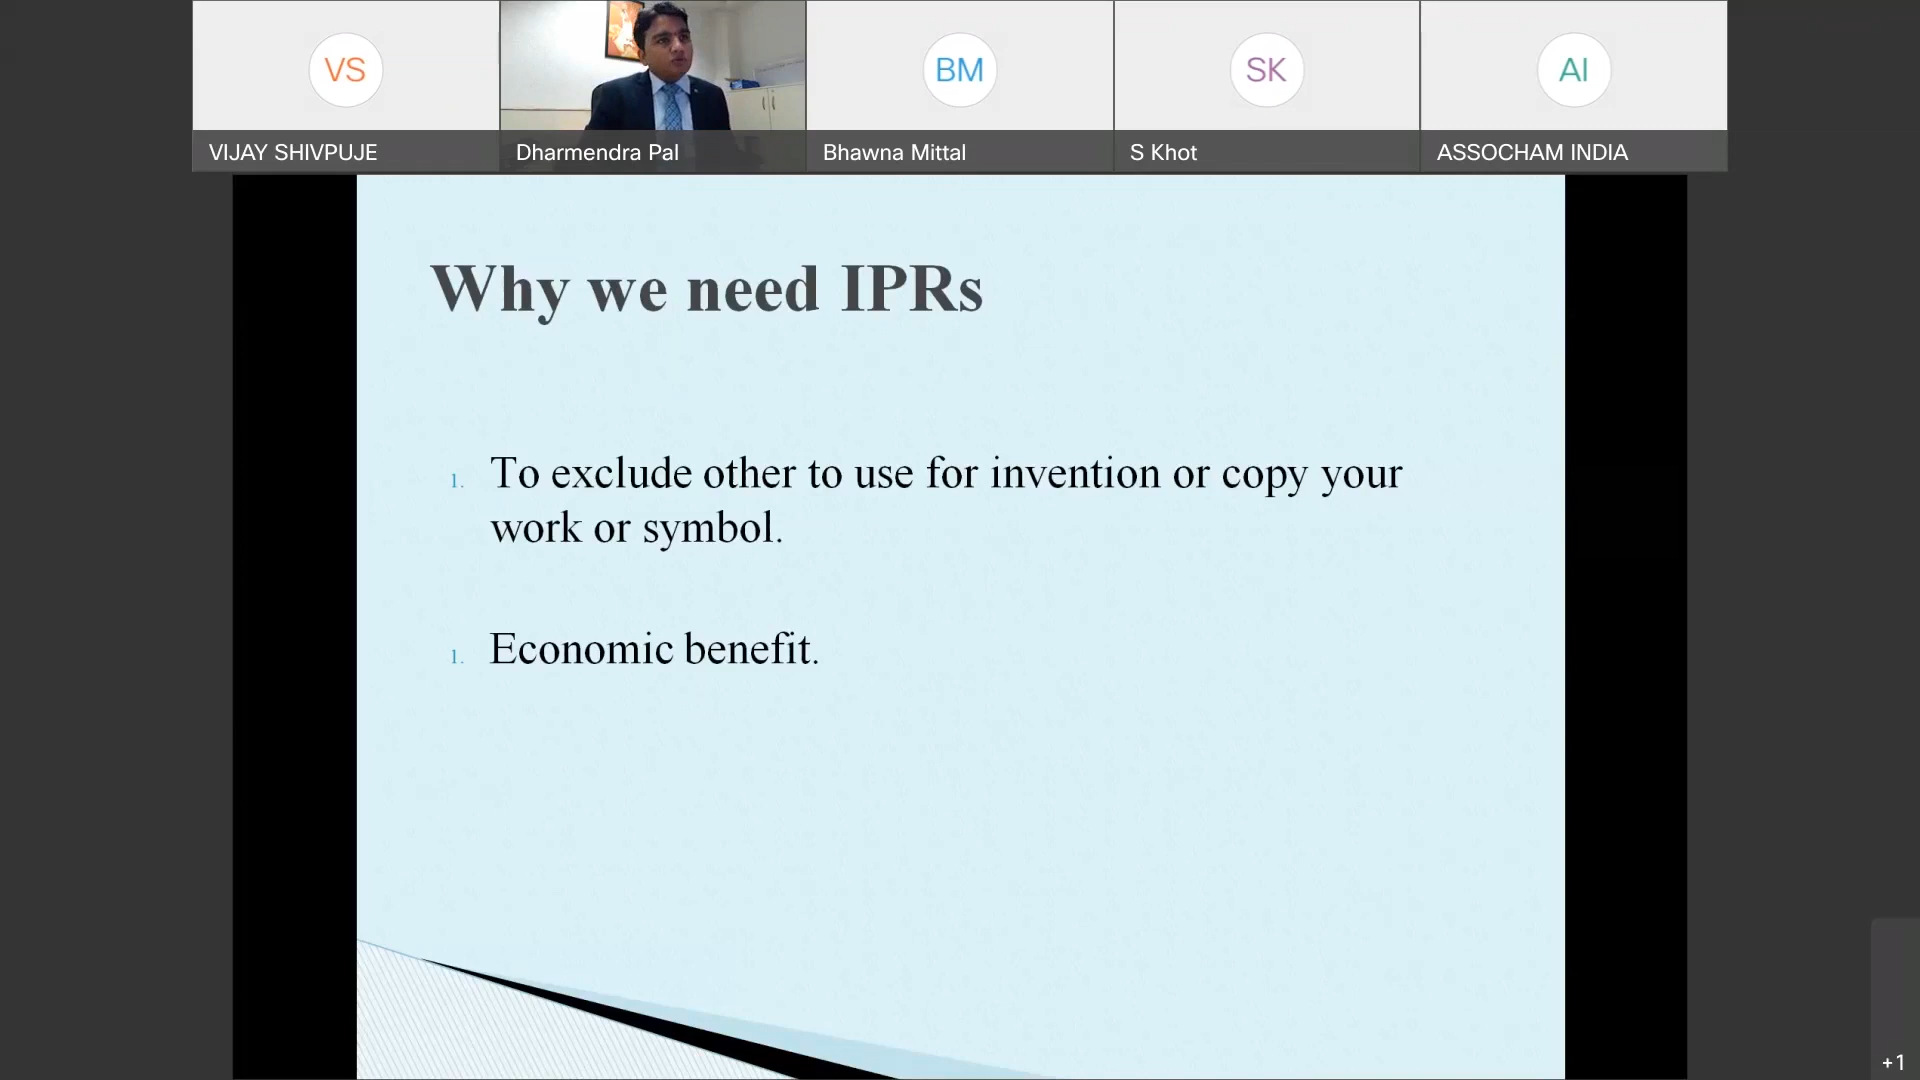 VS
BM
SK
AI
VIJAY SHIVPUJE
Dharmendra Pal
Bhawna Mittal
S Khot
ASSOCHAM INDIA
Why we need IPRs
1. To exclude other to use for invention or copy your
work or symbol.
1. Economic benefit.
+1